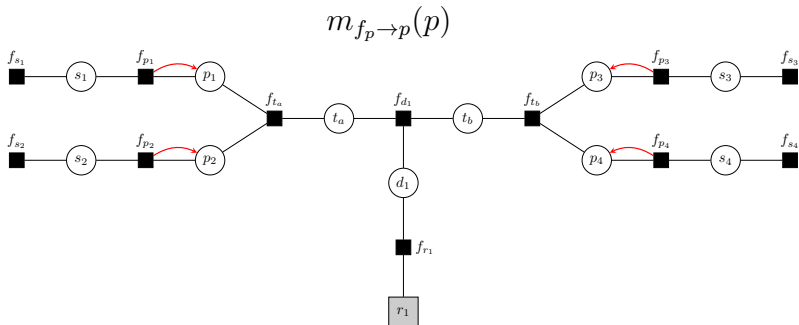 m_{f_p→p}(p)
f_{s_1} f_{p_1} f_{p_3} f_{s_3}
s_1 p_1 p_3 s_3
f_{t_a} f_{d_1} f_{t_b}
t_a t_b
f_{s_2} f_{p_2} f_{p_4} f_{s_4}
s_2 p_2 p_4 s_4
d_1
f_{r_1}
r_1